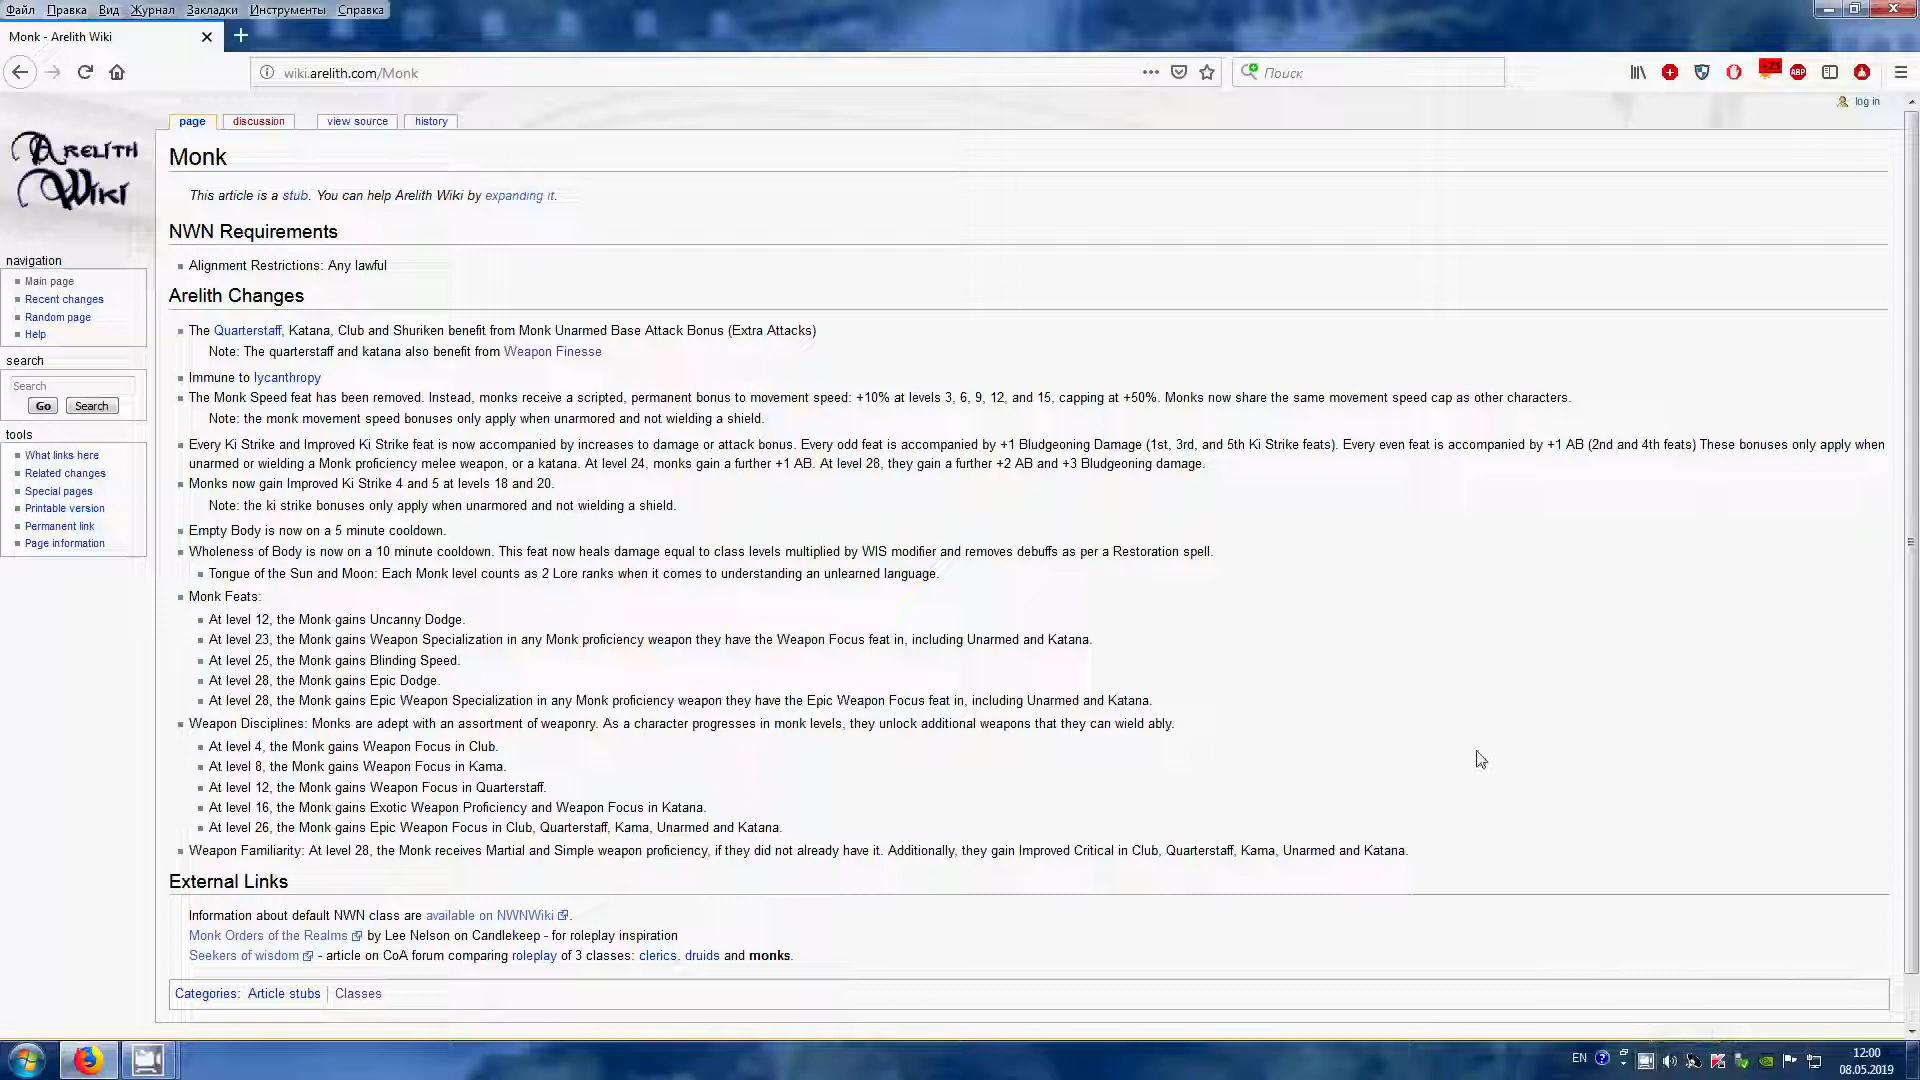 Файл Правка Вид Журнал Закладки Инструменты Справка
Monk - Arelith Wiki
wiki.arelith.com/Monk
Поиск
+23
ABP
log in
page discussion view source history
Arelith Wiki
Monk
This article is a stub. You can help Arelith Wiki by expanding it.
NWN Requirements
Alignment Restrictions: Any lawful
Arelith Changes
The Quarterstaff, Katana, Club and Shuriken benefit from Monk Unarmed Base Attack Bonus (Extra Attacks)
Note: The quarterstaff and katana also benefit from Weapon Finesse
Immune to lycanthropy
The Monk Speed feat has been removed. Instead, monks receive a scripted, permanent bonus to movement speed: +10% at levels 3, 6, 9, 12, and 15, capping at +50%. Monks now share the same movement speed cap as other characters.
Note: the monk movement speed bonuses only apply when unarmored and not wielding a shield.
Every Ki Strike and Improved Ki Strike feat is now accompanied by increases to damage or attack bonus. Every odd feat is accompanied by +1 Bludgeoning Damage (1st, 3rd, and 5th Ki Strike feats). Every even feat is accompanied by +1 AB (2nd and 4th feats) These bonuses only apply when
unarmed or wielding a Monk proficiency melee weapon, or a katana. At level 24, monks gain a further +1 AB. At level 28, they gain a further +2 AB and +3 Bludgeoning damage.
Monks now gain Improved Ki Strike 4 and 5 at levels 18 and 20.
Note: the ki strike bonuses only apply when unarmored and not wielding a shield.
Empty Body is now on a 5 minute cooldown.
Wholeness of Body is now on a 10 minute cooldown. This feat now heals damage equal to class levels multiplied by WIS modifier and removes debuffs as per a Restoration spell.
Tongue of the Sun and Moon: Each Monk level counts as 2 Lore ranks when it comes to understanding an unlearned language.
Monk Feats:
At level 12, the Monk gains Uncanny Dodge.
At level 23, the Monk gains Weapon Specialization in any Monk proficiency weapon they have the Weapon Focus feat in, including Unarmed and Katana.
At level 25, the Monk gains Blinding Speed.
At level 28, the Monk gains Epic Dodge.
At level 28, the Monk gains Epic Weapon Specialization in any Monk proficiency weapon they have the Epic Weapon Focus feat in, including Unarmed and Katana.
Weapon Disciplines: Monks are adept with an assortment of weaponry. As a character progresses in monk levels, they unlock additional weapons that they can wield ably.
At level 4, the Monk gains Weapon Focus in Club.
At level 8, the Monk gains Weapon Focus in Kama.
At level 12, the Monk gains Weapon Focus in Quarterstaff.
At level 16, the Monk gains Exotic Weapon Proficiency and Weapon Focus in Katana.
At level 26, the Monk gains Epic Weapon Focus in Club, Quarterstaff, Kama, Unarmed and Katana.
Weapon Familiarity: At level 28, the Monk receives Martial and Simple weapon proficiency, if they did not already have it. Additionally, they gain Improved Critical in Club, Quarterstaff, Kama, Unarmed and Katana.
External Links
Information about default NWN class are available on NWNWiki.
Monk Orders of the Realms by Lee Nelson on Candlekeep - for roleplay inspiration
Seekers of wisdom - article on CoA forum comparing roleplay of 3 classes: clerics, druids and monks.
Categories: Article stubs | Classes
navigation
Main page
Recent changes
Random page
Help
search
Search
Go Search
tools
What links here
Related changes
Special pages
Printable version
Permanent link
Page information
EN
12:00
08.05.2019